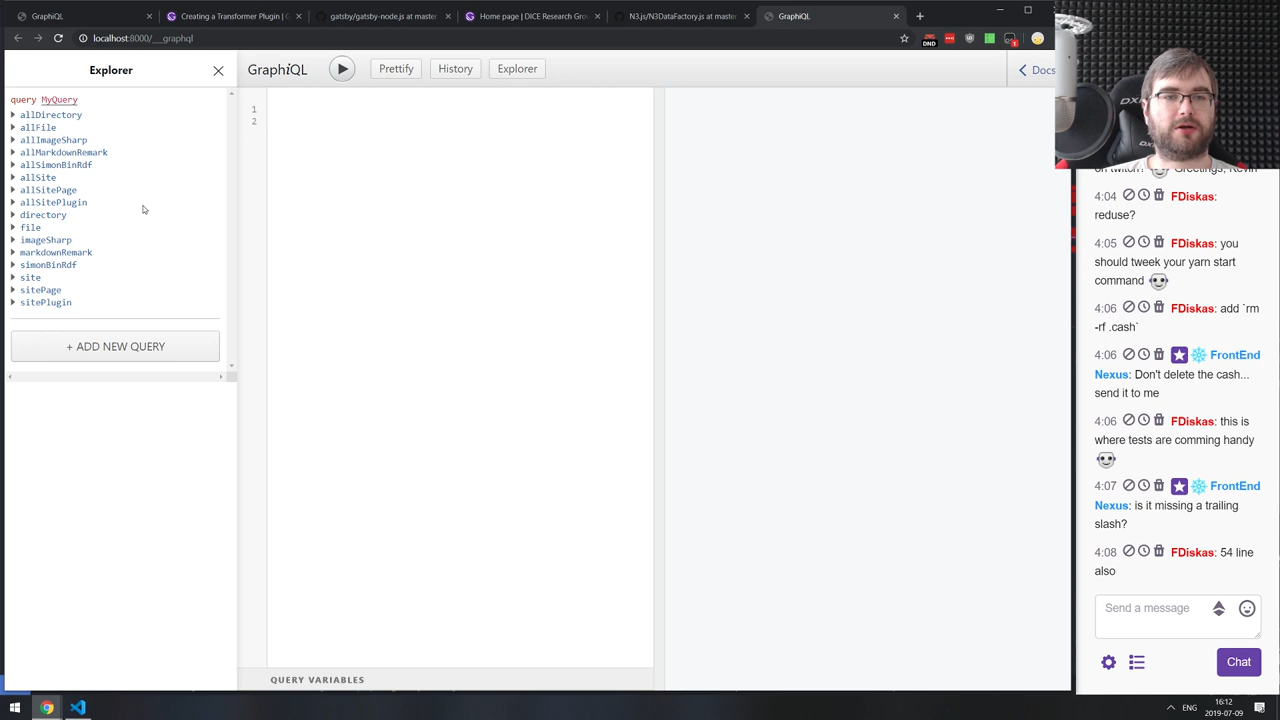 GraphiQL
Creating a Transformer Plugin | G
gatsby/gatsby-node.js at master
Home page | DICE Research Grou
N3.js/N3DataFactory.js at master
GraphiQL
localhost:8000/___graphql
DND
1
Explorer
GraphiQL
Prettify
History
Explorer
Docs
query MyQuery
allDirectory
allFile
allImageSharp
allMarkdownRemark
allSimonBinRdf
allSite
allSitePage
allSitePlugin
directory
file
imageSharp
markdownRemark
simonBinRdf
site
sitePage
sitePlugin
+ ADD NEW QUERY
1
2
QUERY VARIABLES
on twitch? Greetings, Kevin
4:04 FDiskas:
reduse?
4:05 FDiskas: you
should tweek your yarn start
command
4:06 FDiskas: add `rm
-rf .cash`
4:06 FrontEnd
Nexus: Don't delete the cash...
send it to me
4:06 FDiskas: this is
where tests are comming handy
4:07 FrontEnd
Nexus: is it missing a trailing
slash?
4:08 FDiskas: 54 line
also
Send a message
Chat
ENG
16:12
2019-07-09